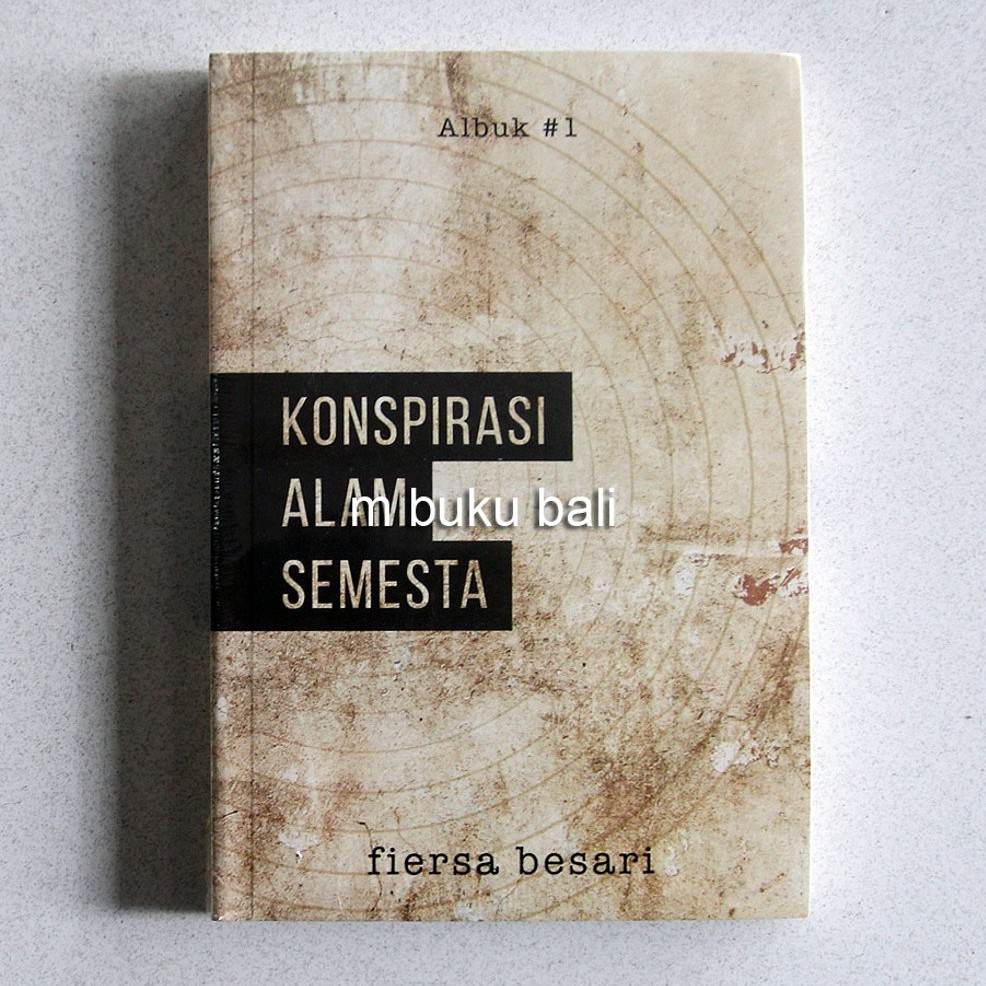 Albuk #1
KONSPIRASI
ALAM
m buku bali
SEMESTA
fiersa besari